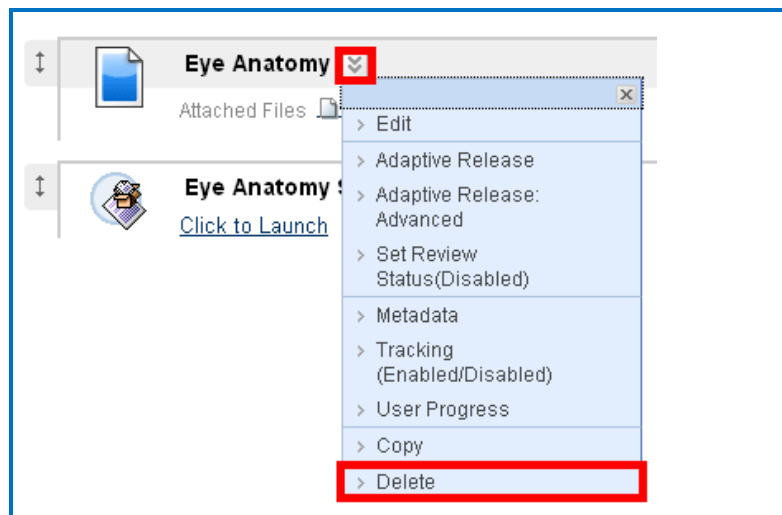 Eye Anatomy
Attached Files
Edit
Adaptive Release
Adaptive Release:
Advanced
Set Review
Status(Disabled)
Metadata
Tracking
(Enabled/Disabled)
User Progress
Copy
Delete
Eye Anatomy
Click to Launch